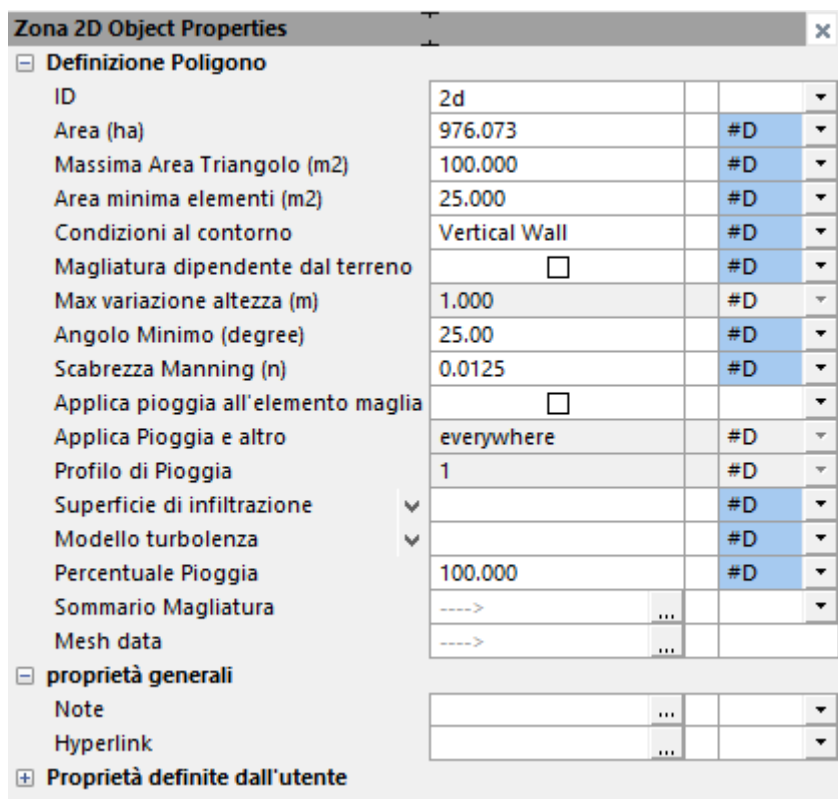 Zona 2D Object Properties
Definizione Poligono
ID 2d
Area (ha) 976.073 #D
Massima Area Triangolo (m2) 100.000 #D
Area minima elementi (m2) 25.000 #D
Condizioni al contorno Vertical Wall #D
Magliatura dipendente dal terreno #D
Max variazione altezza (m) 1.000 #D
Angolo Minimo (degree) 25.00 #D
Scabrezza Manning (n) 0.0125 #D
Applica pioggia all'elemento maglia
Applica Pioggia e altro everywhere #D
Profilo di Pioggia 1 #D
Superficie di infiltrazione #D
Modello turbolenza #D
Percentuale Pioggia 100.000 #D
Sommario Magliatura ----> ...
Mesh data ----> ...
proprietà generali
Note ...
Hyperlink ...
Proprietà definite dall'utente